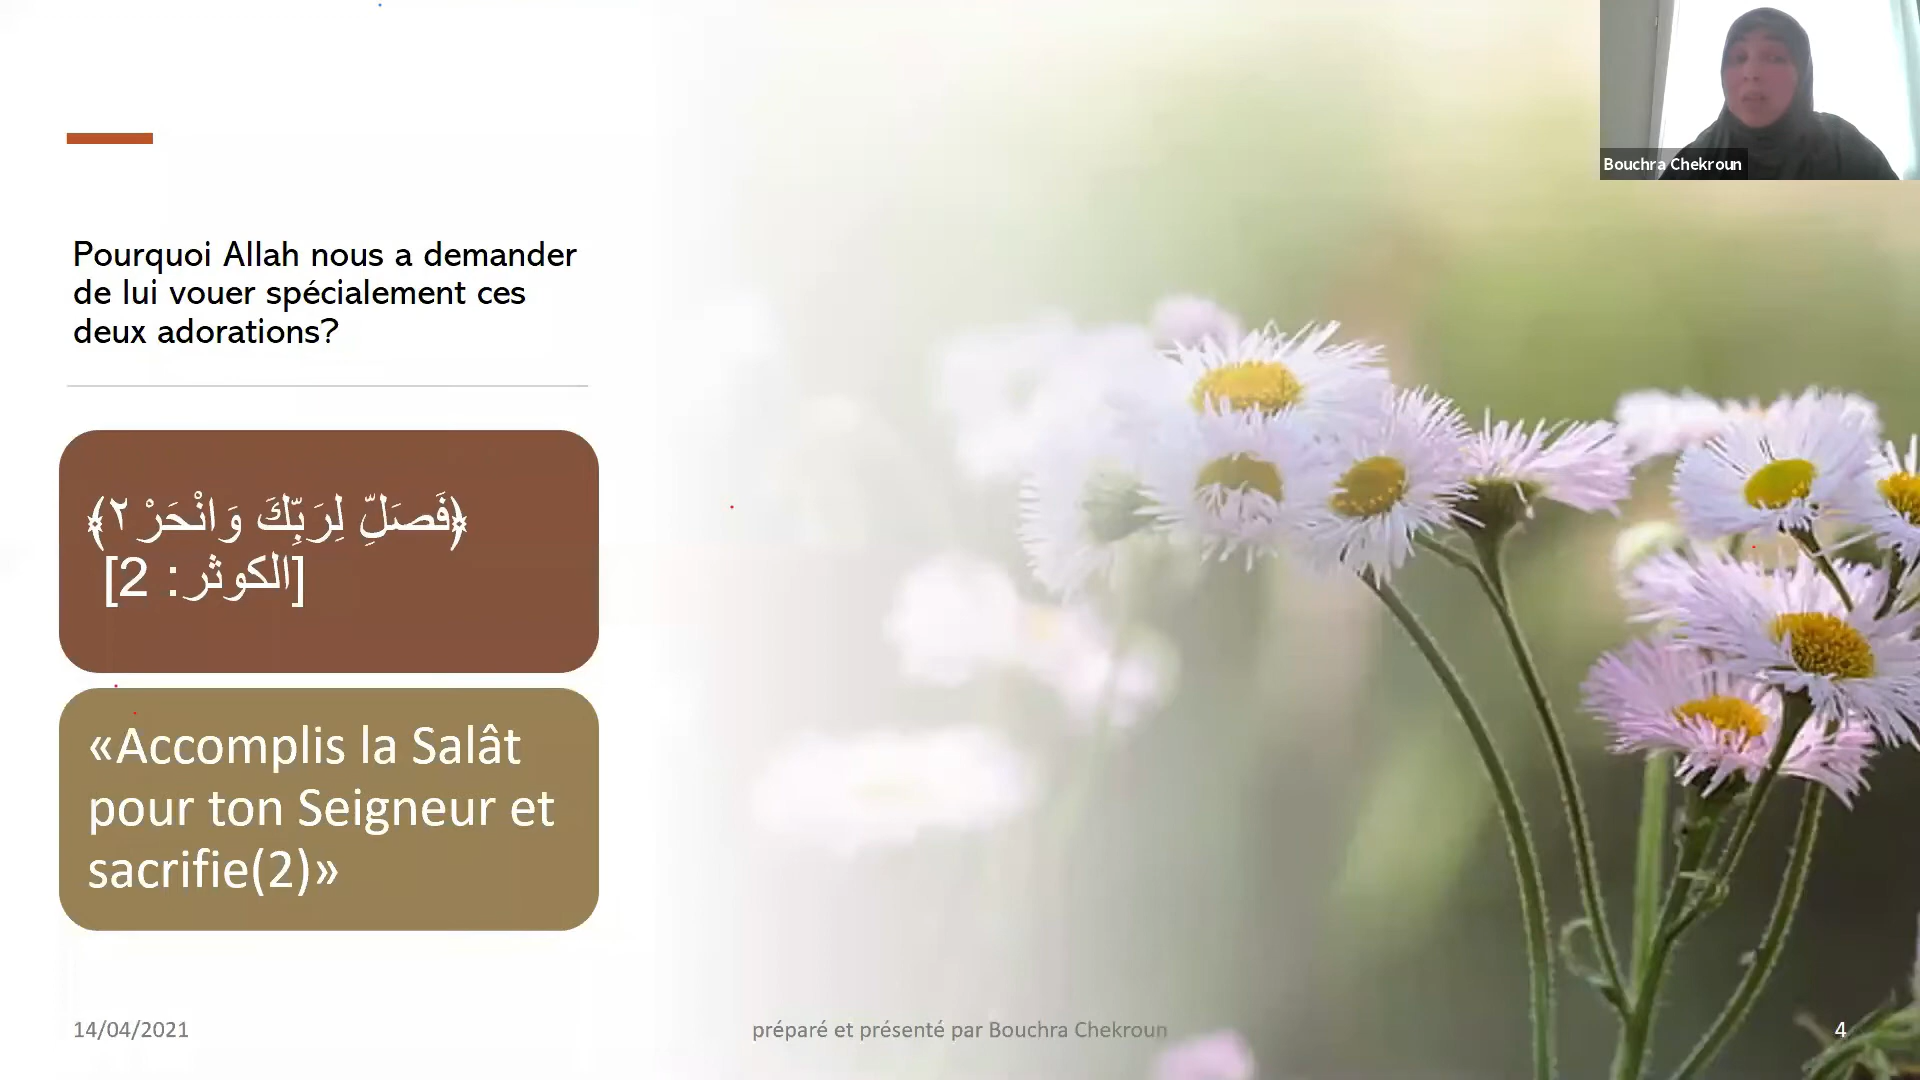 Bouchra Chekroun
Pourquoi Allah nous a demander
de lui vouer spécialement ces
deux adorations?
﴿فَصَلِّ لِرَبِّكَ وَانْحَرْ ٢﴾
[الكوثر: 2]
«Accomplis la Salât
pour ton Seigneur et
sacrifie(2)»
14/04/2021
préparé et présenté par Bouchra Chekroun
4